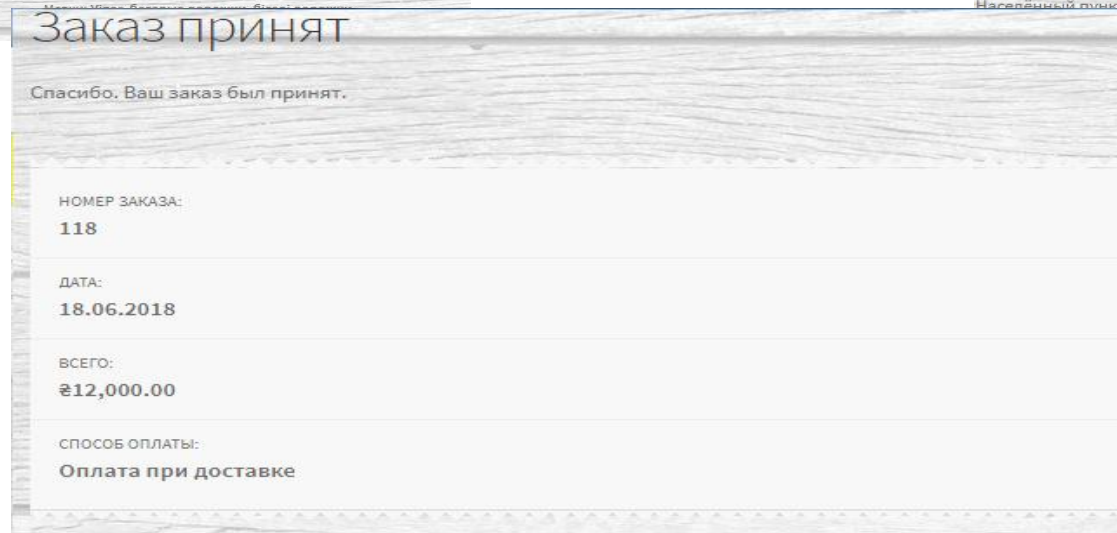 Населённый
Заказ принят
Спасибо. Ваш заказ был принят.
НОМЕР ЗАКАЗА:
118
ДАТА:
18.06.2018
ВСЕГО:
₴12,000.00
СПОСОБ ОПЛАТЫ:
Оплата при доставке